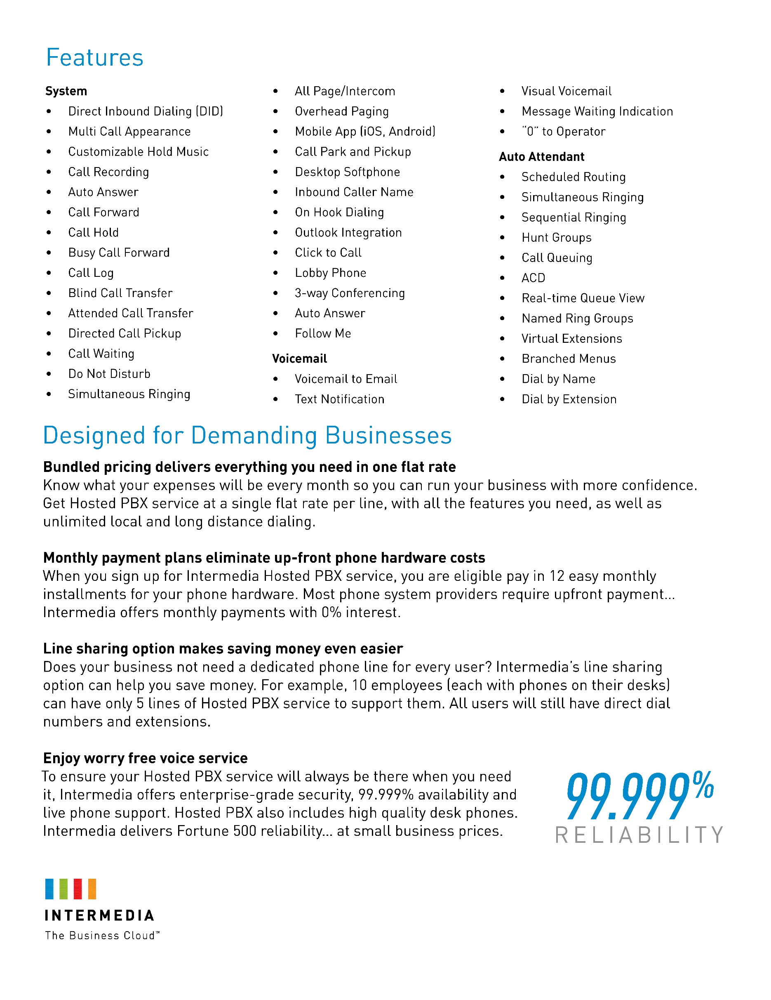 Features
System
• Direct Inbound Dialing (DID)
• Multi Call Appearance
• Customizable Hold Music
• Call Recording
• Auto Answer
• Call Forward
• Call Hold
• Busy Call Forward
• Call Log
• Blind Call Transfer
• Attended Call Transfer
• Directed Call Pickup
• Call Waiting
• Do Not Disturb
• Simultaneous Ringing
• All Page/Intercom
• Overhead Paging
• Mobile App (iOS, Android)
• Call Park and Pickup
• Desktop Softphone
• Inbound Caller Name
• On Hook Dialing
• Outlook Integration
• Click to Call
• Lobby Phone
• 3-way Conferencing
• Auto Answer
• Follow Me
Voicemail
• Voicemail to Email
• Text Notification
• Visual Voicemail
• Message Waiting Indication
• “0” to Operator
Auto Attendant
• Scheduled Routing
• Simultaneous Ringing
• Sequential Ringing
• Hunt Groups
• Call Queuing
• ACD
• Real-time Queue View
• Named Ring Groups
• Virtual Extensions
• Branched Menus
• Dial by Name
• Dial by Extension
Designed for Demanding Businesses
Bundled pricing delivers everything you need in one flat rate
Know what your expenses will be every month so you can run your business with more confidence.
Get Hosted PBX service at a single flat rate per line, with all the features you need, as well as
unlimited local and long distance dialing.
Monthly payment plans eliminate up-front phone hardware costs
When you sign up for Intermedia Hosted PBX service, you are eligible pay in 12 easy monthly
installments for your phone hardware. Most phone system providers require upfront payment...
Intermedia offers monthly payments with 0% interest.
Line sharing option makes saving money even easier
Does your business not need a dedicated phone line for every user? Intermedia’s line sharing
option can help you save money. For example, 10 employees (each with phones on their desks)
can have only 5 lines of Hosted PBX service to support them. All users will still have direct dial
numbers and extensions.
Enjoy worry free voice service
To ensure your Hosted PBX service will always be there when you need
it, Intermedia offers enterprise-grade security, 99.999% availability and
live phone support. Hosted PBX also includes high quality desk phones.
Intermedia delivers Fortune 500 reliability... at small business prices.
99.999%
RELIABILITY
INTERMEDIA
The Business Cloud™